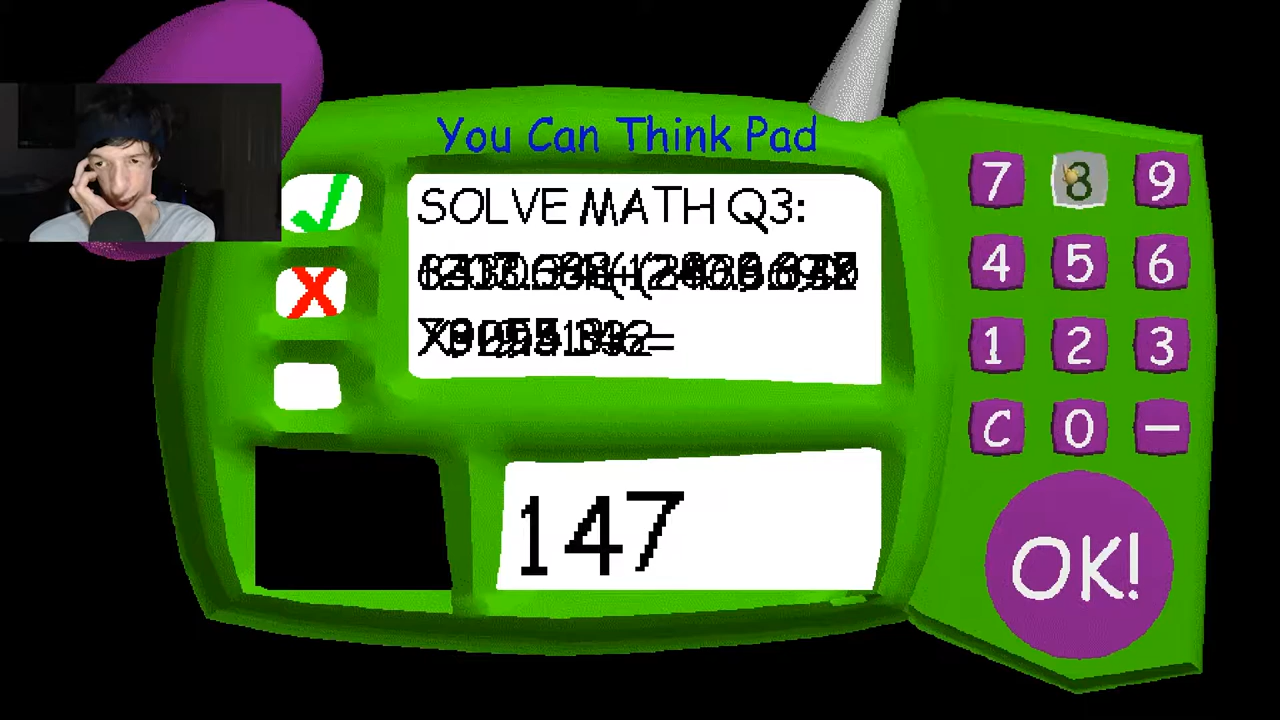 You Can Think Pad
SOLVE MATH Q3:
147
7 8 9
4 5 6
1 2 3
C 0 −
OK!